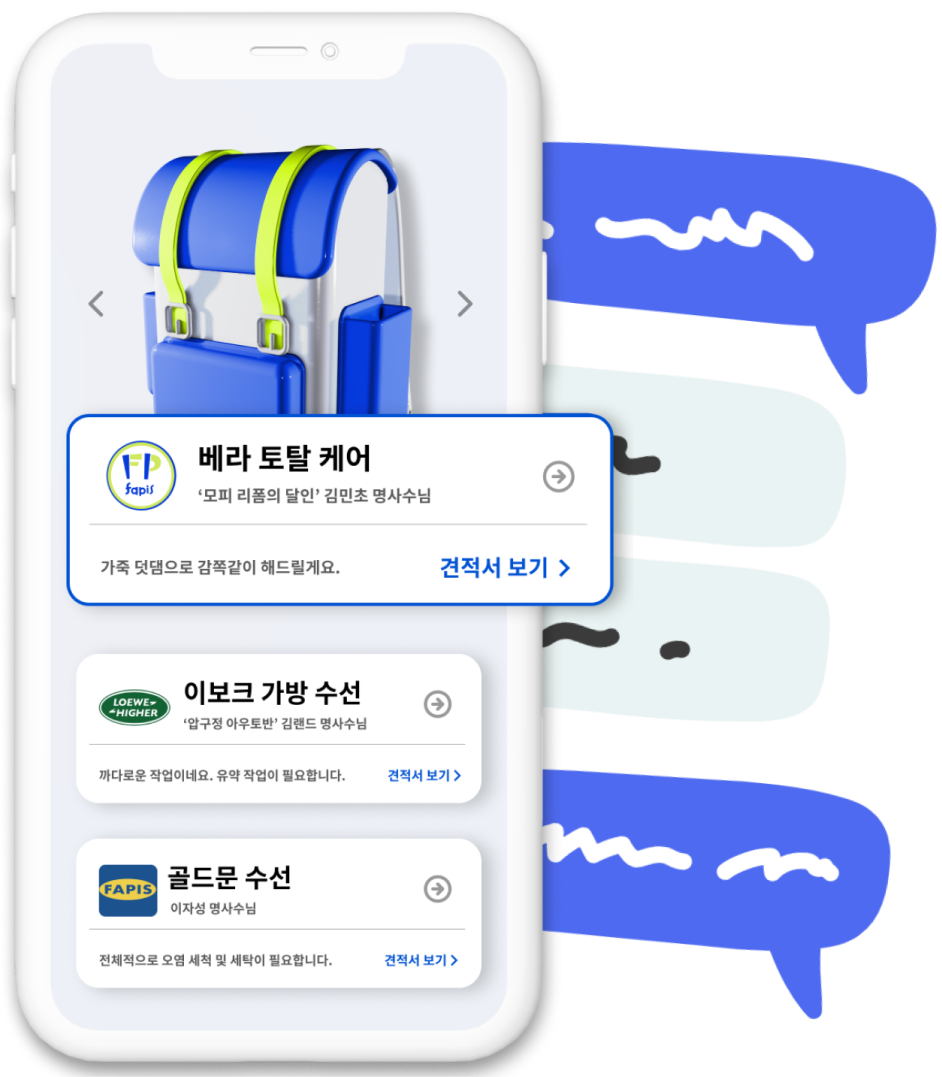 FP
fapis
베라 토탈 케어
‘모피 리폼의 달인’ 김민초 명사수님
가죽 덧댐으로 감쪽같이 해드릴게요.
견적서 보기 >
LOEWE
HIGHER
이보크 가방 수선
‘압구정 아우토반’ 김랜드 명사수님
까다로운 작업이네요. 유약 작업이 필요합니다.
견적서 보기 >
FAPIS
골드문 수선
이자성 명사수님
전체적으로 오염 세척 및 세탁이 필요합니다.
견적서 보기 >